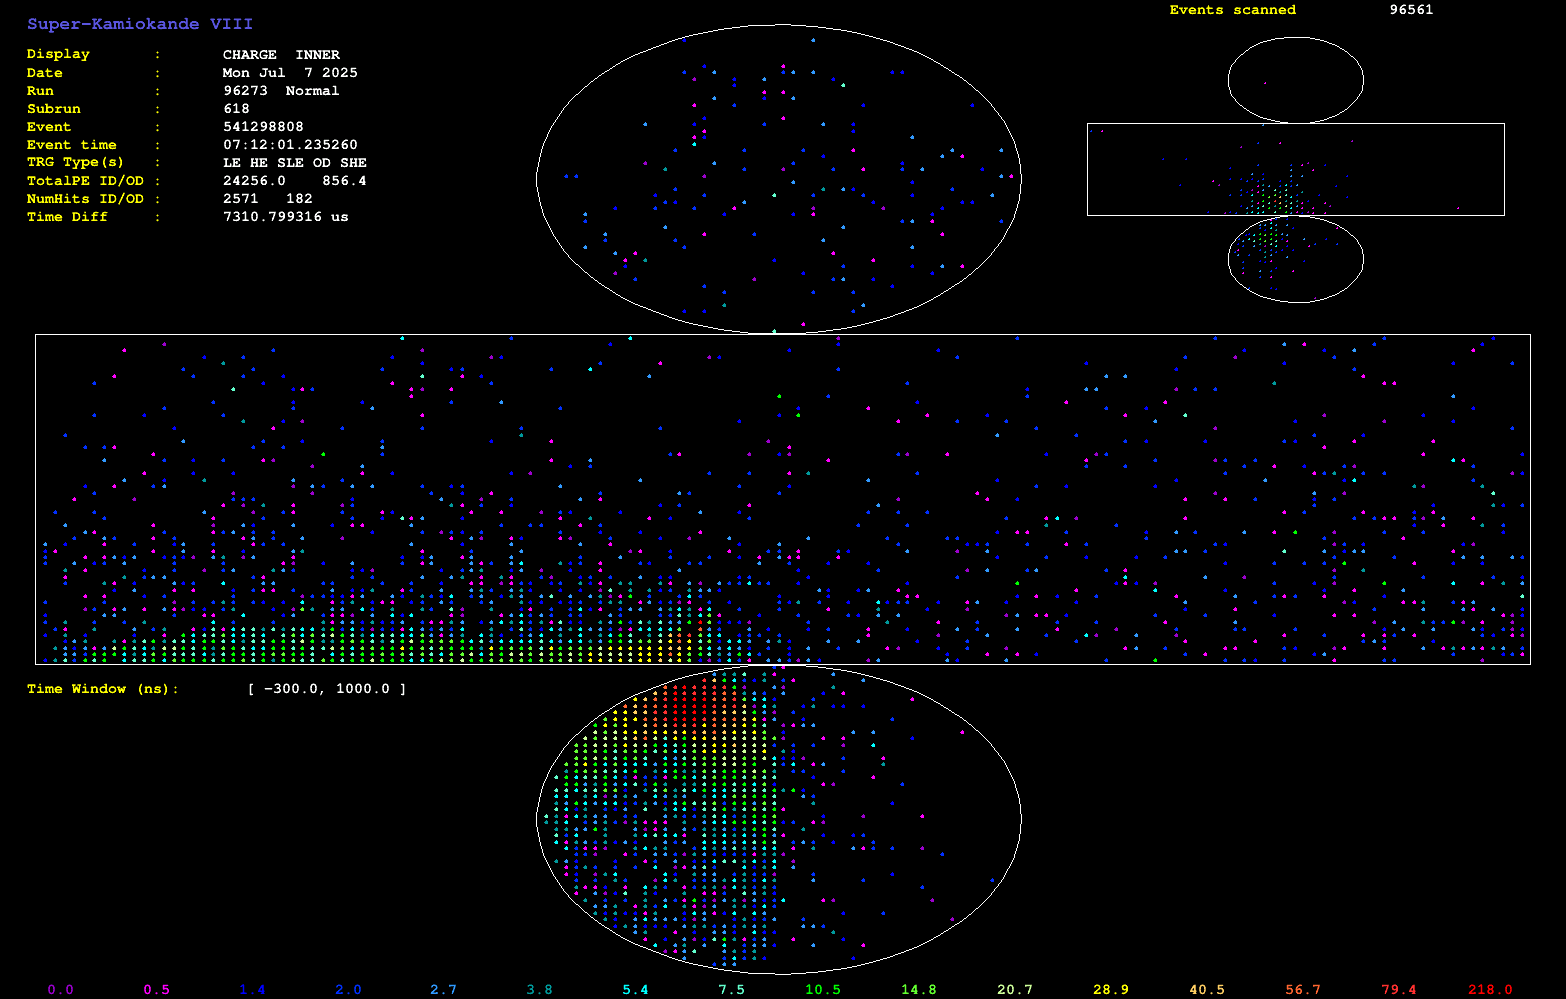 Super-Kamiokande VIII
Events scanned 96561
Display : CHARGE INNER
Date : Mon Jul 7 2025
Run : 96273 Normal
Subrun : 618
Event : 541298808
Event time : 07:12:01.235260
TRG Type(s) : LE HE SLE OD SHE
TotalPE ID/OD : 24256.0 856.4
NumHits ID/OD : 2571 182
Time Diff : 7310.799316 us
Time Window (ns): [ -300.0, 1000.0 ]
0.0 0.5 1.4 2.0 2.7 3.8 5.4 7.5 10.5 14.8 20.7 28.9 40.5 56.7 79.4 218.0